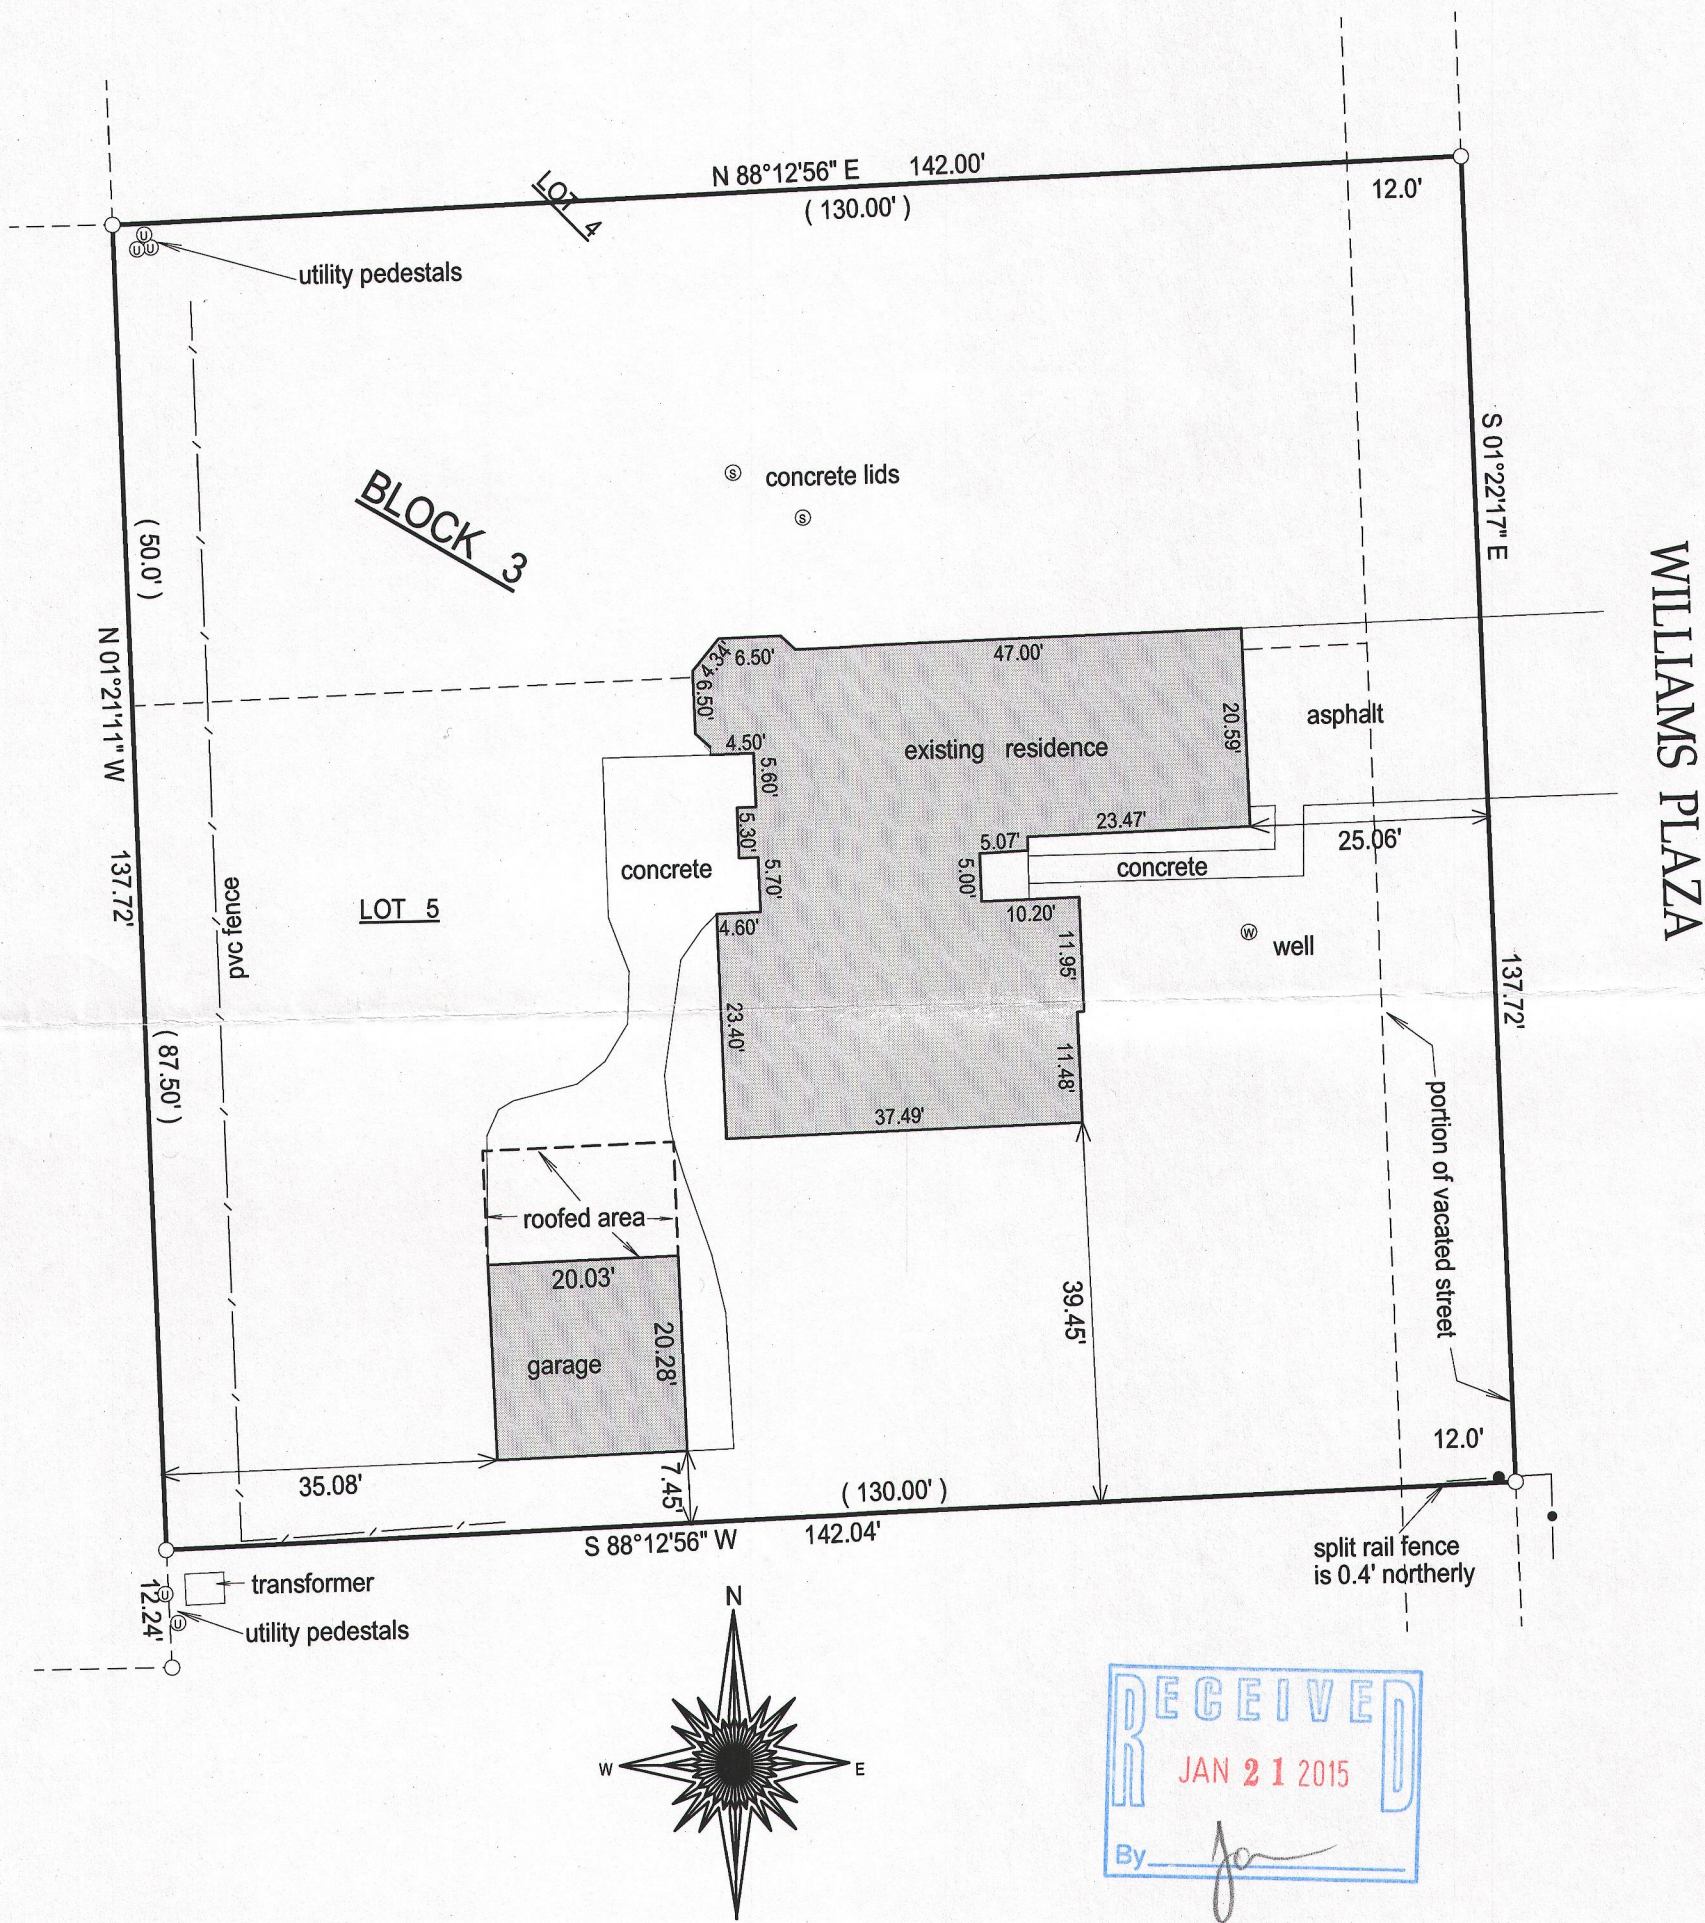 N 88°12'56" E 142.00'
( 130.00' )
12.0'
LOT 4
utility pedestals
U
U U
S 01°22'17" E
137.72'
WILLIAMS PLAZA
S concrete lids
S
BLOCK 3
( 50.0' )
N 01°21'11" W 137.72'
( 87.50' )
pvc fence
LOT 5
4.34'
6.50'
6.50'
47.00'
20.59'
existing residence
asphalt
4.50'
5.60'
5.30'
5.70'
4.60'
concrete
23.47'
5.07'
5.00'
10.20'
concrete
25.06'
W well
11.95'
11.48'
23.40'
37.49'
portion of vacated street
roofed area
20.03'
20.28'
garage
39.45'
35.08'
7.45'
12.0'
( 130.00' )
S 88°12'56" W 142.04'
split rail fence
is 0.4' northerly
transformer
12.24'
U
U
utility pedestals
N
W
E
RECEIVED
JAN 21 2015
By